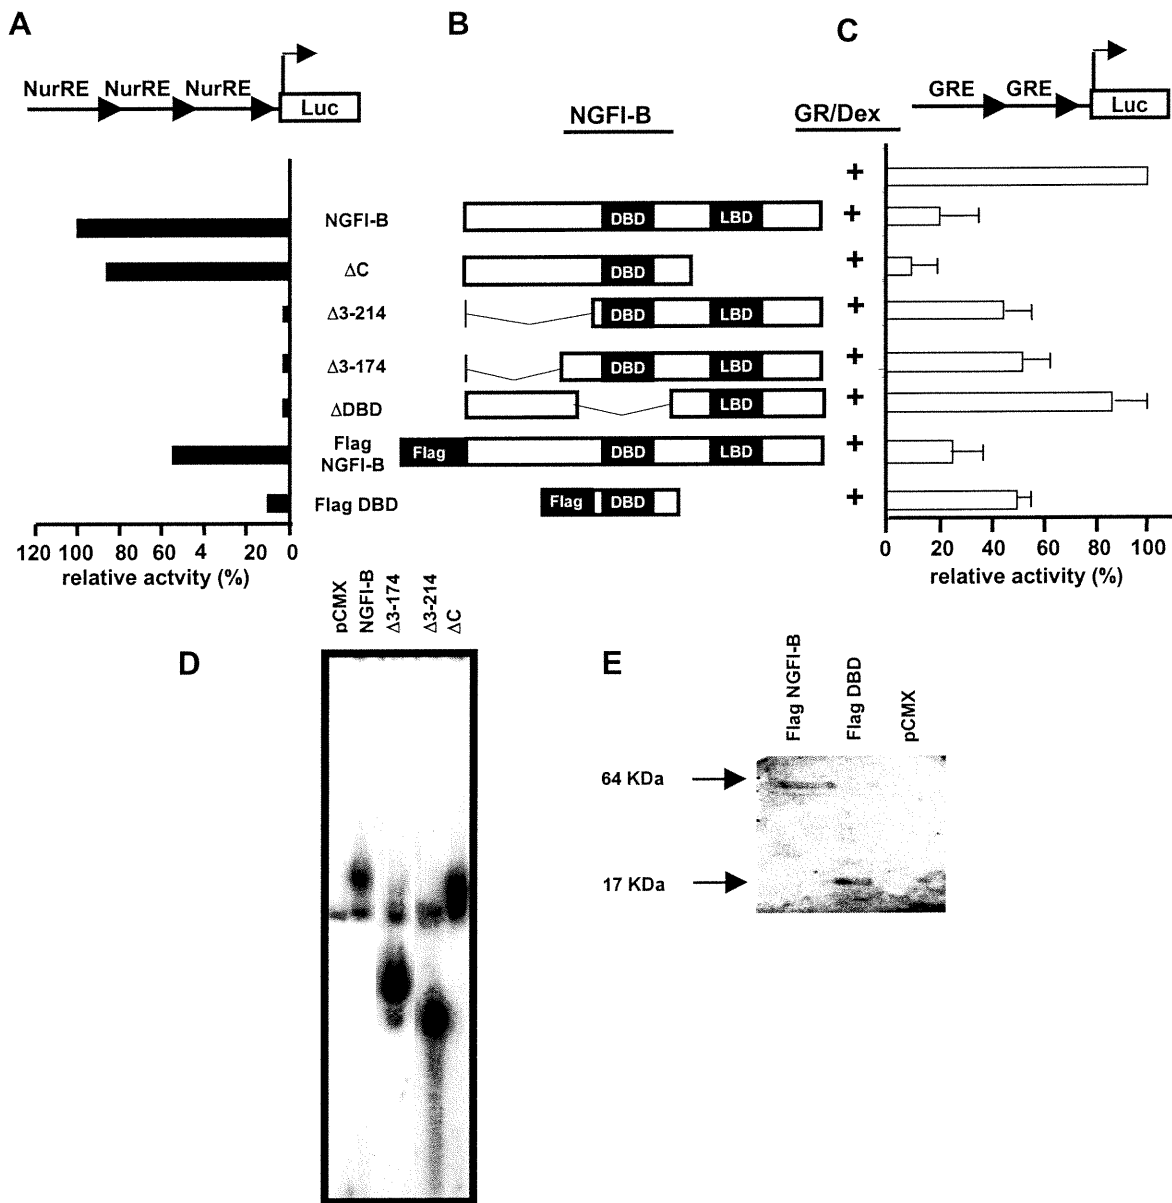 A
B
C
NurRE NurRE NurRE
Luc
NGFI-B
GR/Dex
GRE GRE
Luc
+
NGFI-B
DBD LBD
+
ΔC
DBD
+
Δ3-214
DBD LBD
+
Δ3-174
DBD LBD
+
ΔDBD
LBD
+
Flag
NGFI-B
Flag DBD LBD
+
Flag DBD
Flag DBD
+
120 100 80 60 4 20 0
relative actvity (%)
0 20 40 60 80 100
relative activity (%)
D
pCMX
NGFI-B
Δ3-174
Δ3-214
ΔC
E
Flag NGFI-B
Flag DBD
pCMX
64 KDa
17 KDa